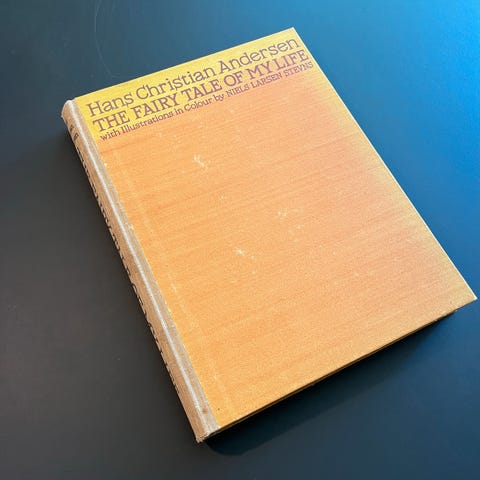 Hans Christian Andersen
THE FAIRY TALE OF MY LIFE
with Illustrations in Colour by NIELS LARSEN STEVNS